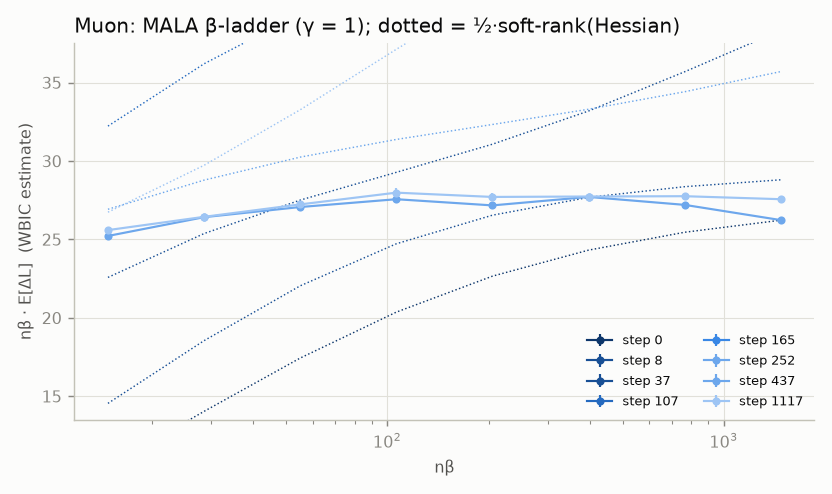 Muon: MALA β-ladder (γ = 1); dotted = ½·soft-rank(Hessian)
35
30
25
20
15
nβ · E[ΔL]  (WBIC estimate)
10²
10³
nβ
step 0
step 8
step 37
step 107
step 165
step 252
step 437
step 1117